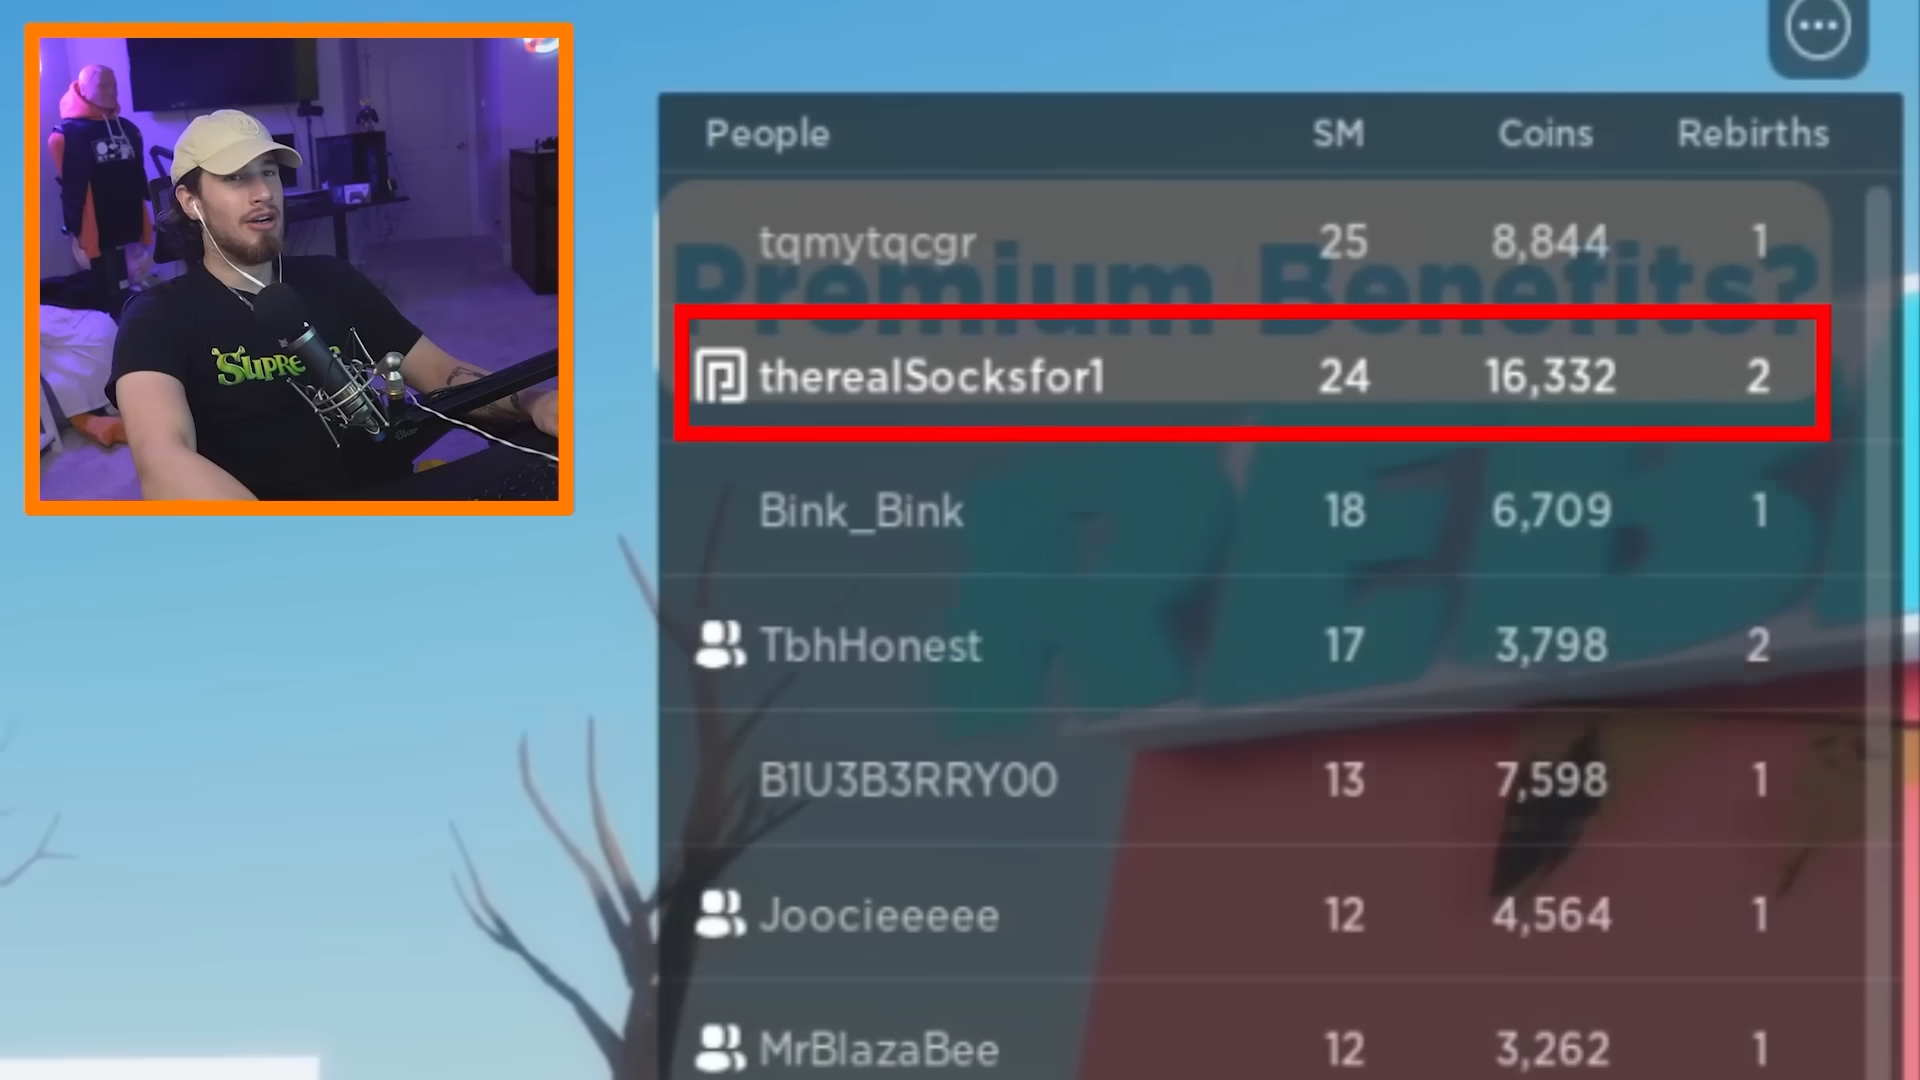 People SM Coins Rebirths
tqmytqcgr 25 8,844 1
Premium Benefits?
therealSocksfor1 24 16,332 2
Bink_Bink 18 6,709 1
TbhHonest 17 3,798 2
B1U3B3RRY00 13 7,598 1
Joocieeeee 12 4,564 1
MrBlazaBee 12 3,262 1